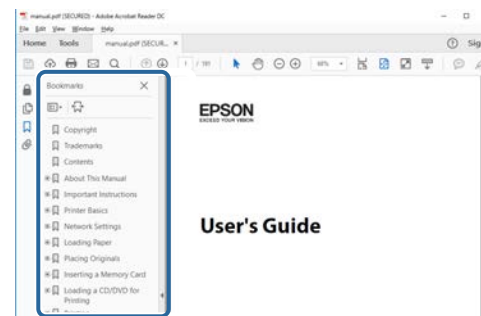 manual.pdf (SECURED) - Adobe Acrobat Reader DC
File Edit View Window Help
Home Tools manual.pdf (SECUR... ×
Sig
1 / 191
60%
Bookmarks
Copyright
Trademarks
Contents
About This Manual
Important Instructions
Printer Basics
Network Settings
Loading Paper
Placing Originals
Inserting a Memory Card
Loading a CD/DVD for
Printing
EPSON
EXCEED YOUR VISION
User's Guide